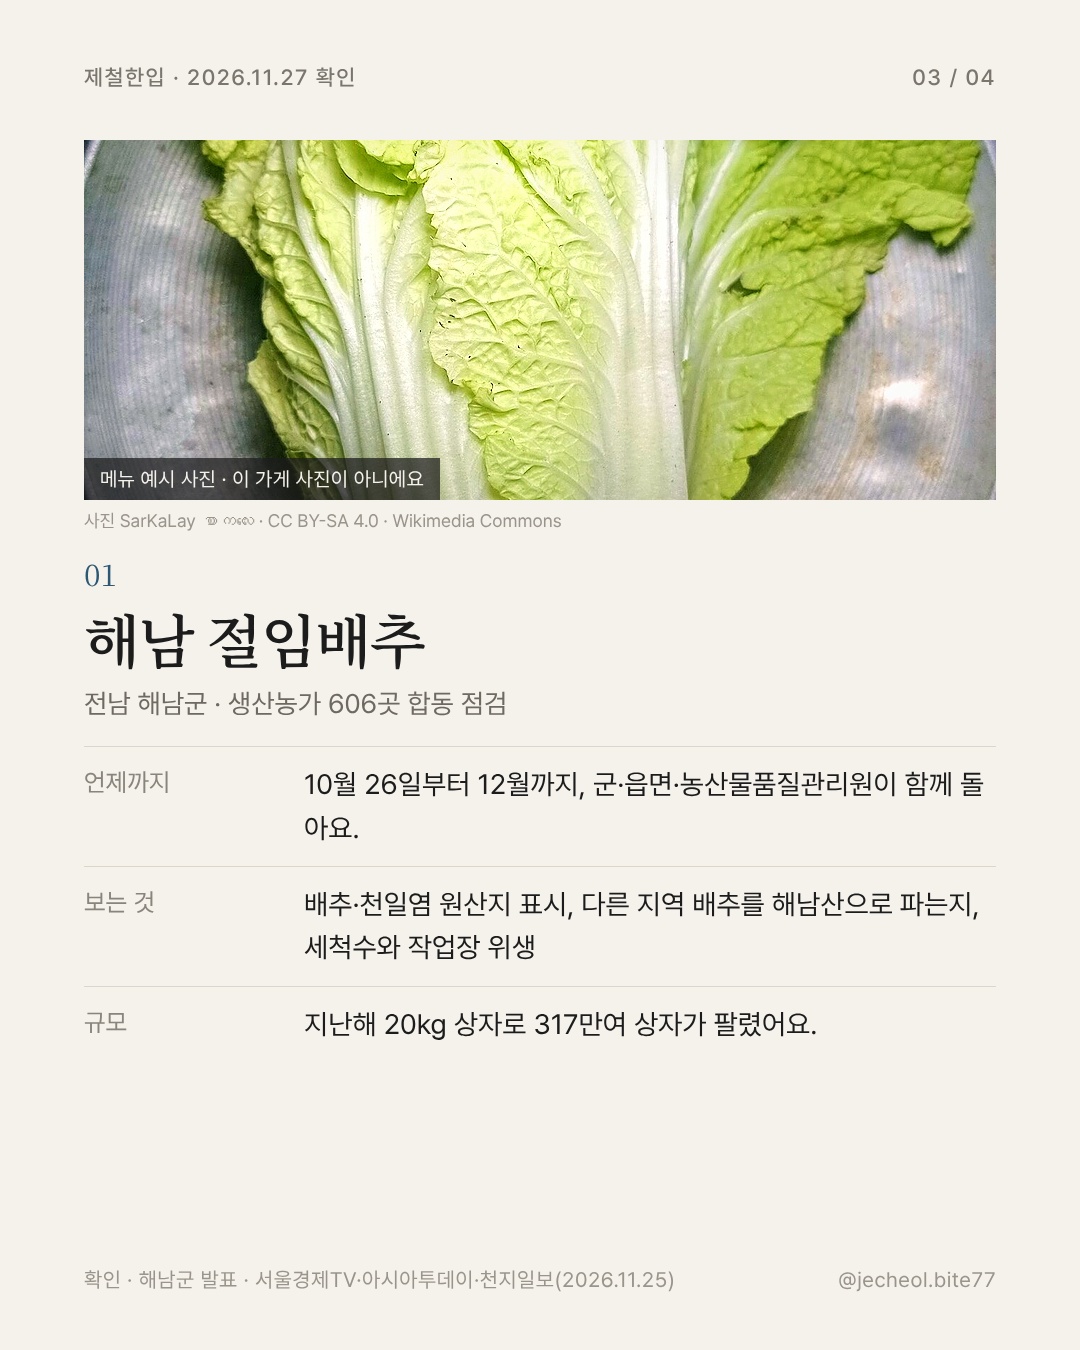 제철한입 · 2026.11.27 확인
03 / 04
메뉴 예시 사진 · 이 가게 사진이 아니에요
사진 SarKaLay · CC BY-SA 4.0 · Wikimedia Commons
01
해남 절임배추
전남 해남군 · 생산농가 606곳 합동 점검
언제까지
10월 26일부터 12월까지, 군·읍면·농산물품질관리원이 함께 돌
아요.
보는 것
배추·천일염 원산지 표시, 다른 지역 배추를 해남산으로 파는지,
세척수와 작업장 위생
규모
지난해 20kg 상자로 317만여 상자가 팔렸어요.
확인 · 해남군 발표 · 서울경제TV·아시아투데이·천지일보(2026.11.25)
@jecheol.bite77